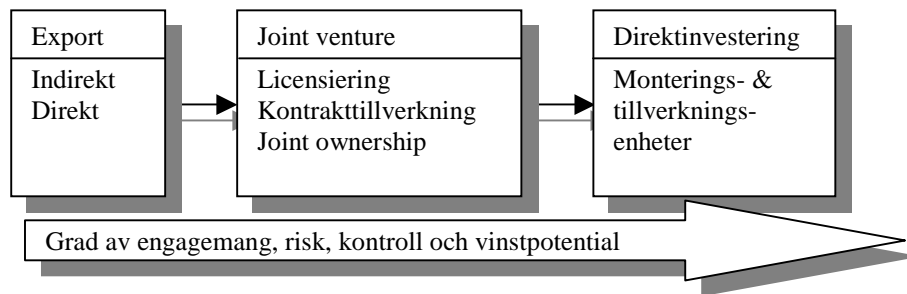 Export
Indirekt
Direkt
Joint venture
Licensiering
Kontrakttillverkning
Joint ownership
Direktinvestering
Monterings- &
tillverknings-
enheter
Grad av engagemang, risk, kontroll och vinstpotential